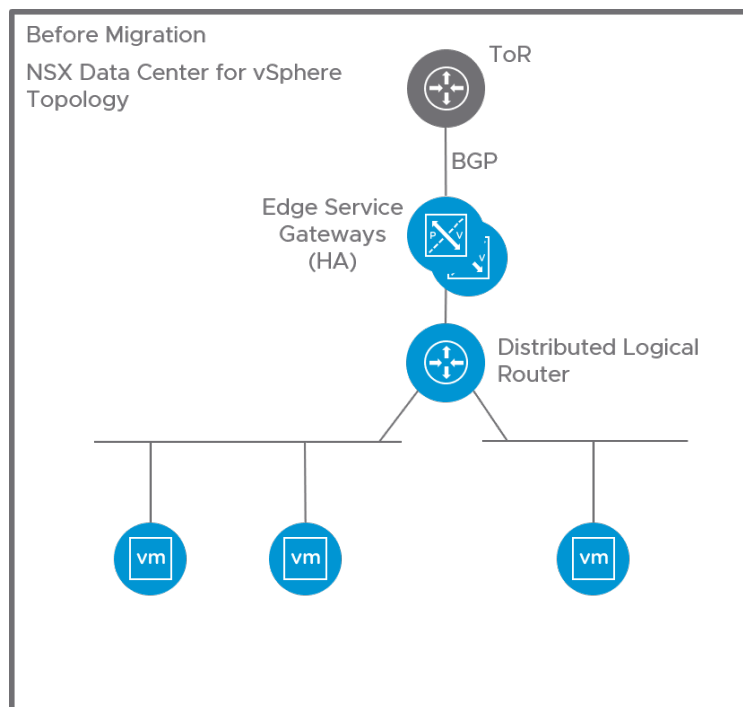 Before Migration
NSX Data Center for vSphere
Topology
ToR
BGP
Edge Service
Gateways
(HA)
P V
V
Distributed Logical
Router
vm
vm
vm